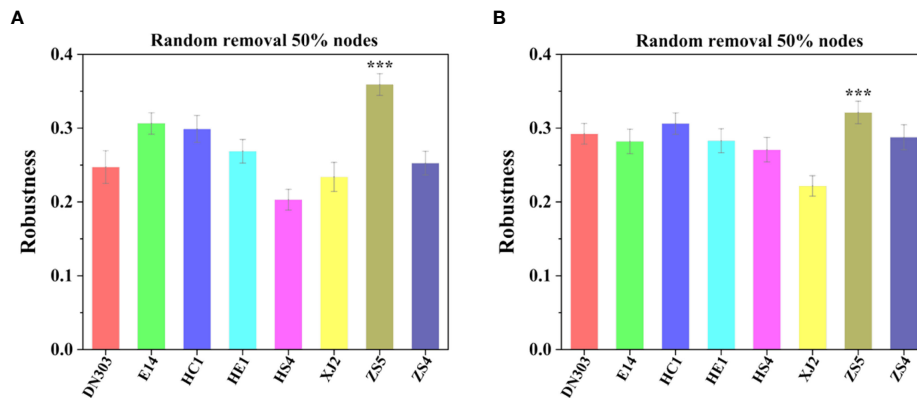 A
Random removal 50% nodes
Robustness
0.4
0.3
0.2
0.1
0.0
***
DN303
E14
HC1
HE1
HS4
XJ2
ZS5
ZS4
B
Random removal 50% nodes
Robustness
0.4
0.3
0.2
0.1
0.0
***
DN303
E14
HC1
HE1
HS4
XJ2
ZS5
ZS4